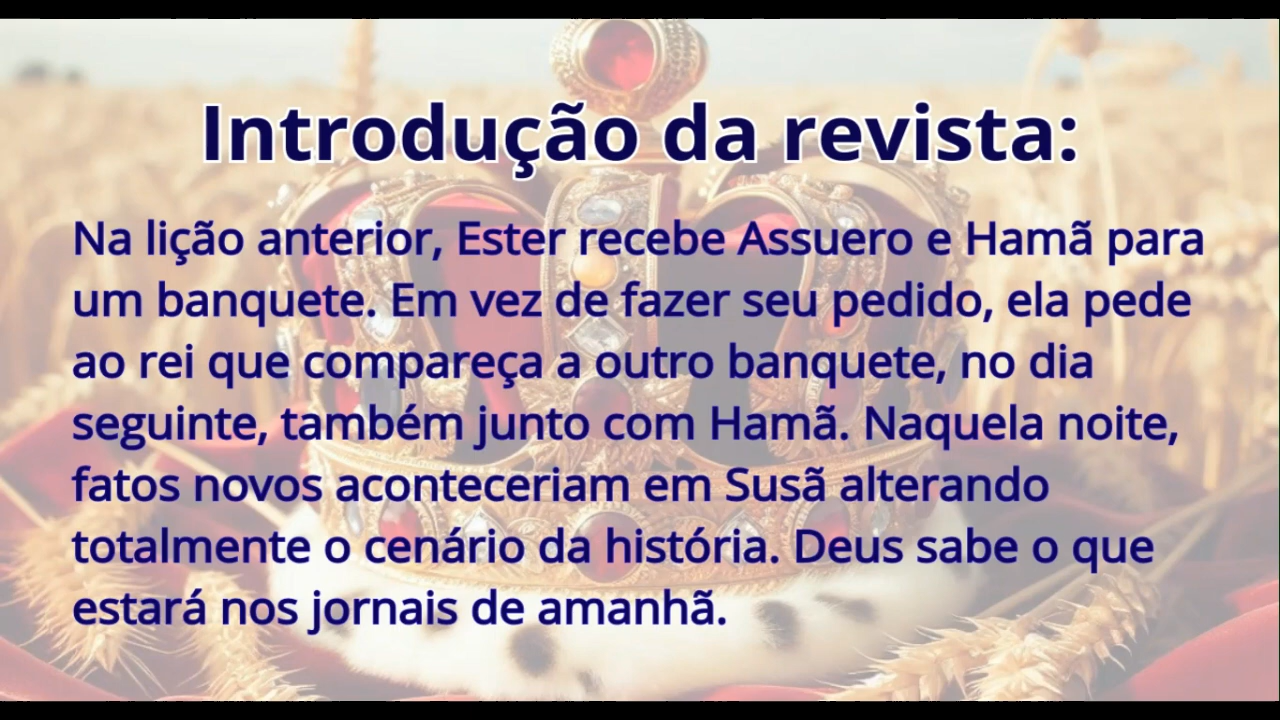 Introdução da revista:
Na lição anterior, Ester recebe Assuero e Hamã para
um banquete. Em vez de fazer seu pedido, ela pede
ao rei que compareça a outro banquete, no dia
seguinte, também junto com Hamã. Naquela noite,
fatos novos aconteceriam em Susã alterando
totalmente o cenário da história. Deus sabe o que
estará nos jornais de amanhã.